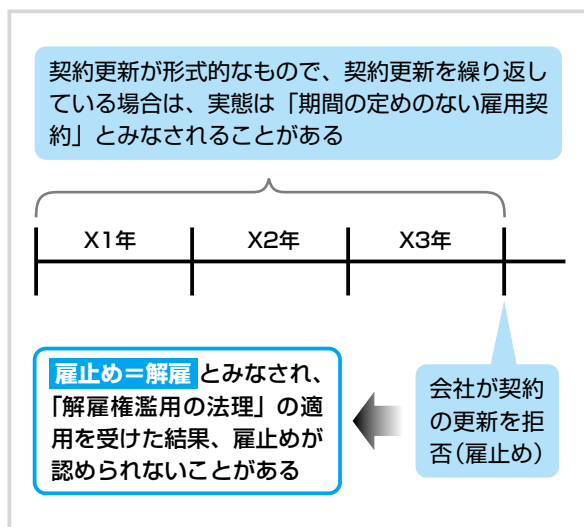 契約更新が形式的なもので、契約更新を繰り返し
ている場合は、実態は「期間の定めのない雇用契
約」とみなされることがある
X1年
X2年
X3年
雇止め＝解雇とみなされ、
「解雇権濫用の法理」の適
用を受けた結果、雇止めが
認められないことがある
会社が契約
の更新を拒
否（雇止め）